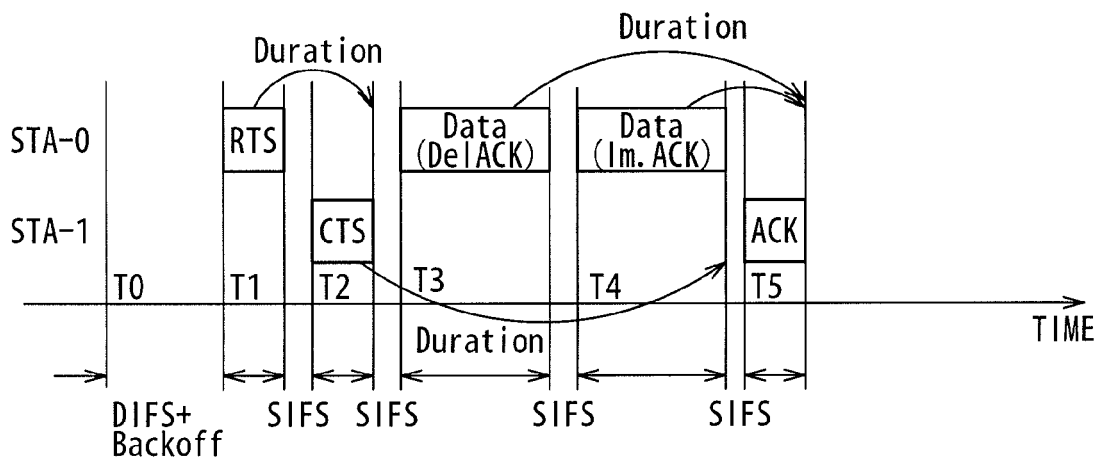 Duration
Duration
STA-0
RTS
Data
(DelACK)
Data
(Im.ACK)
STA-1
CTS
ACK
T0
T1
T2
T3
T4
T5
TIME
Duration
DIFS+
Backoff
SIFS
SIFS
SIFS
SIFS